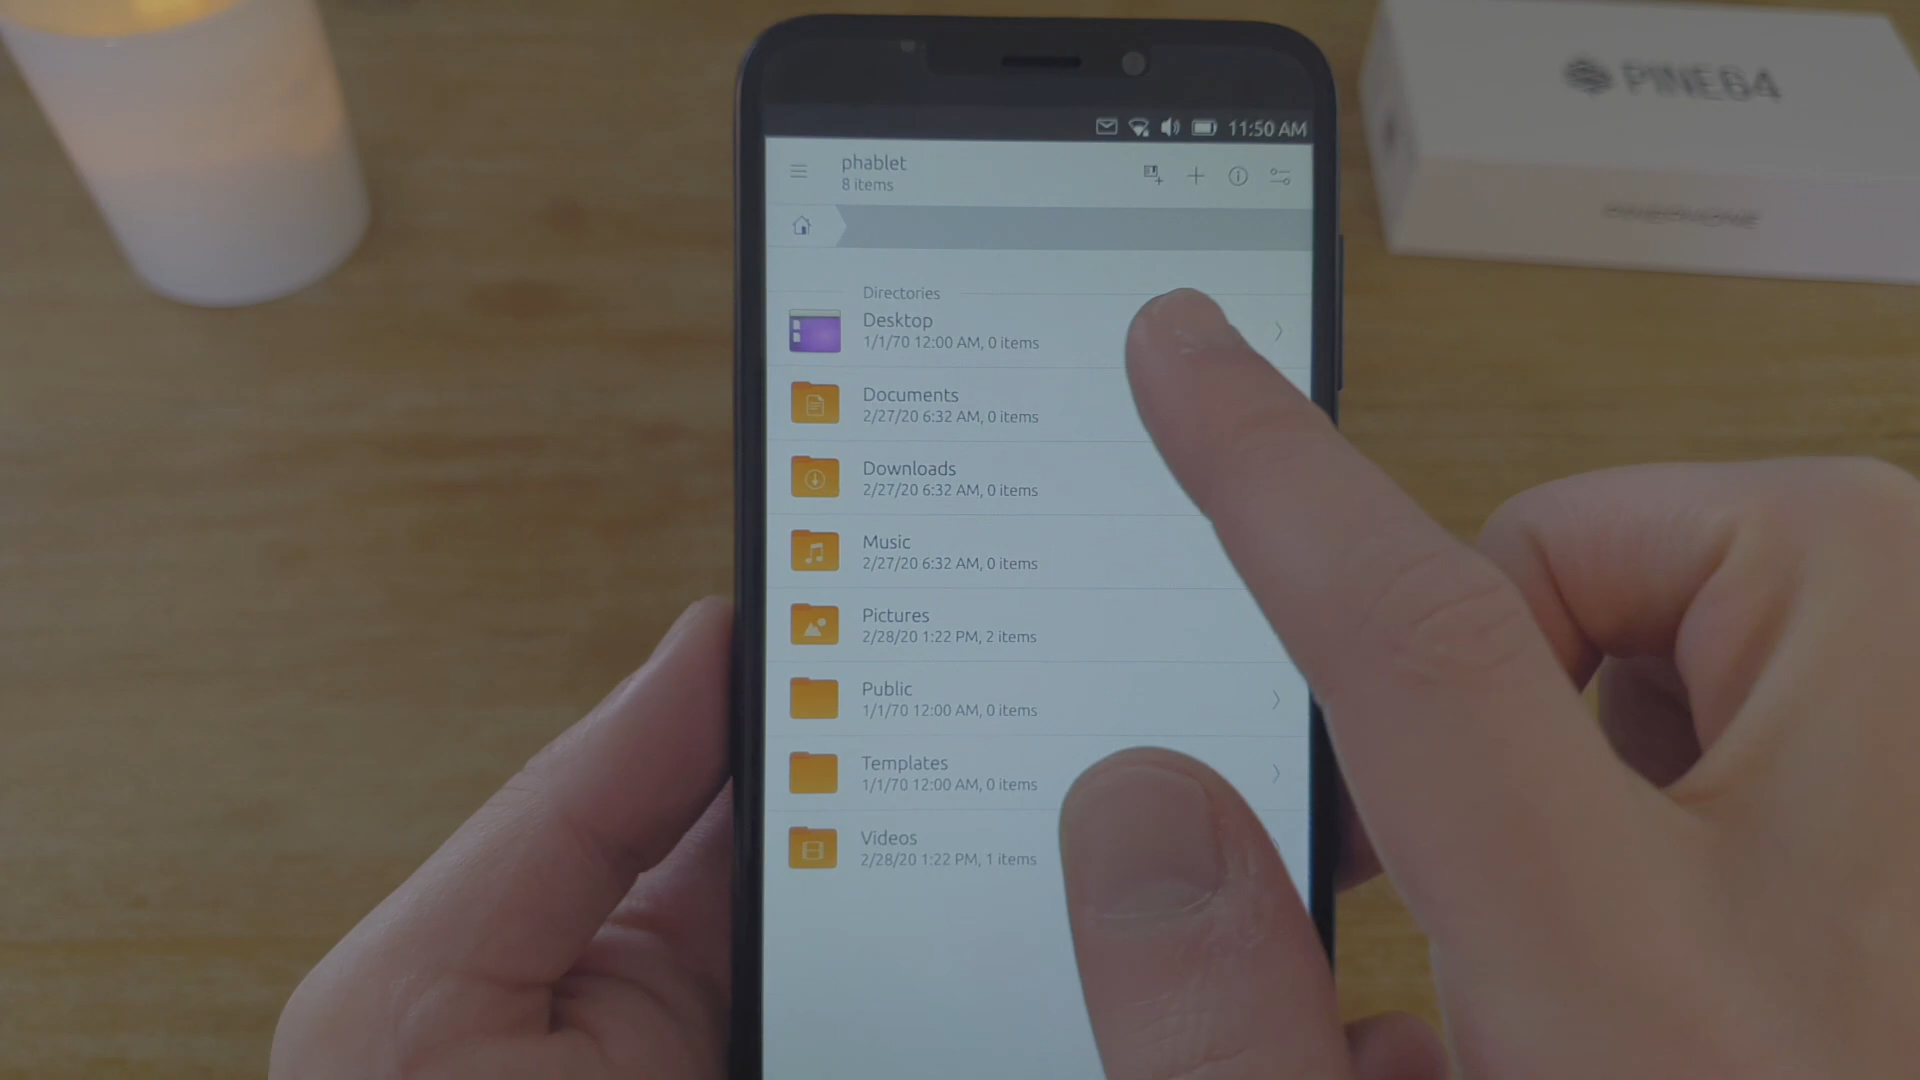 PINE64
PINEPHONE
11:50 AM
phablet
8 items
Directories
Desktop
1/1/70 12:00 AM, 0 items
Documents
2/27/20 6:32 AM, 0 items
Downloads
2/27/20 6:32 AM, 0 items
Music
2/27/20 6:32 AM, 0 items
Pictures
2/28/20 1:22 PM, 2 items
Public
1/1/70 12:00 AM, 0 items
Templates
1/1/70 12:00 AM, 0 items
Videos
2/28/20 1:22 PM, 1 items